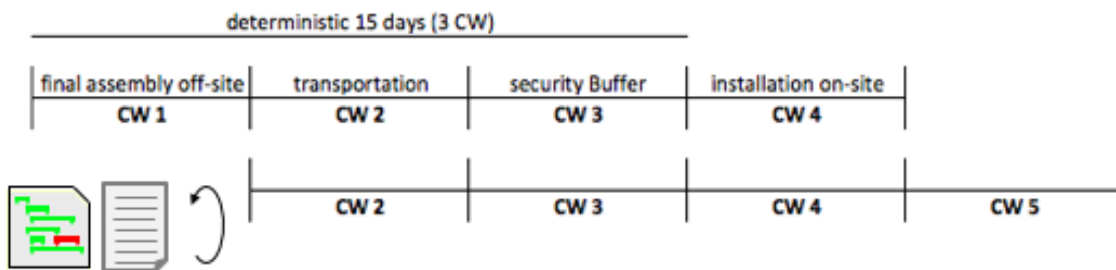 deterministic 15 days (3 CW)
final assembly off-site transportation security Buffer installation on-site
CW 1 CW 2 CW 3 CW 4
CW 2 CW 3 CW 4 CW 5